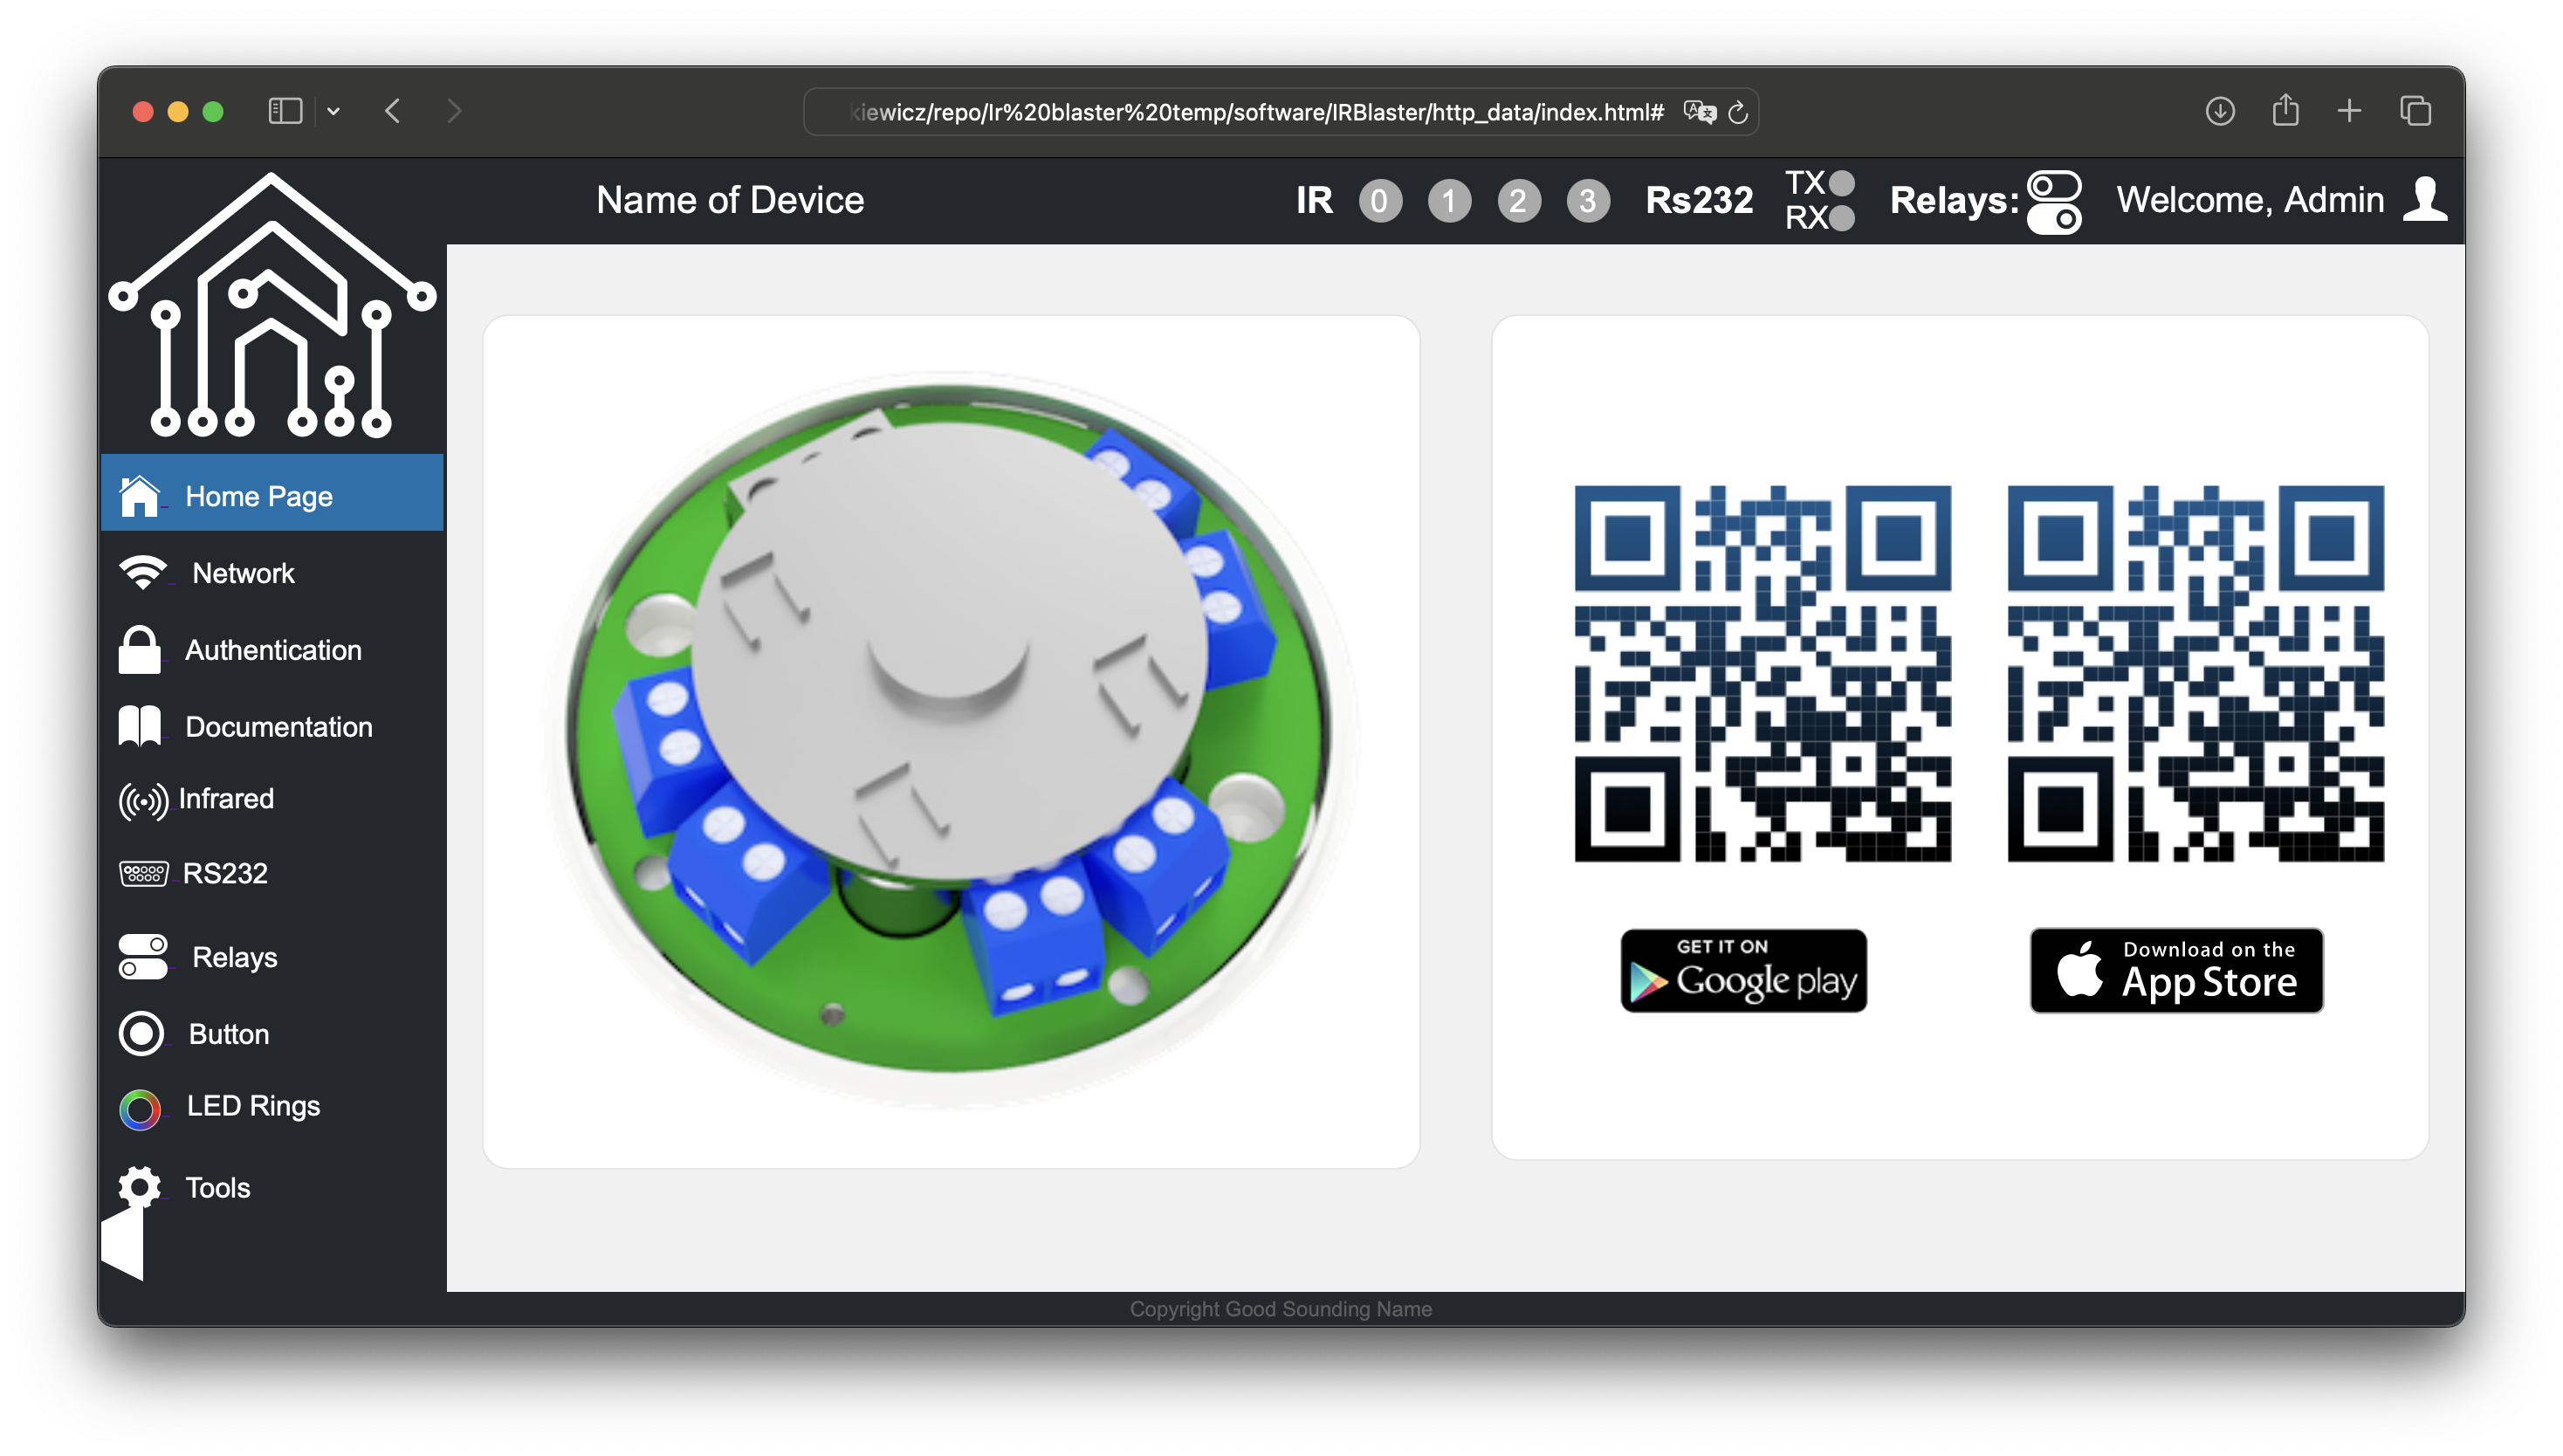 kiewicz/repo/Ir%20blaster%20temp/software/IRBlaster/http_data/index.html#
Name of Device
IR 0 1 2 3 Rs232 TX RX Relays: Welcome, Admin
Home Page
Network
Authentication
Documentation
Infrared
RS232
Relays
Button
LED Rings
Tools
GET IT ON
Google play
Download on the
App Store
Copyright Good Sounding Name